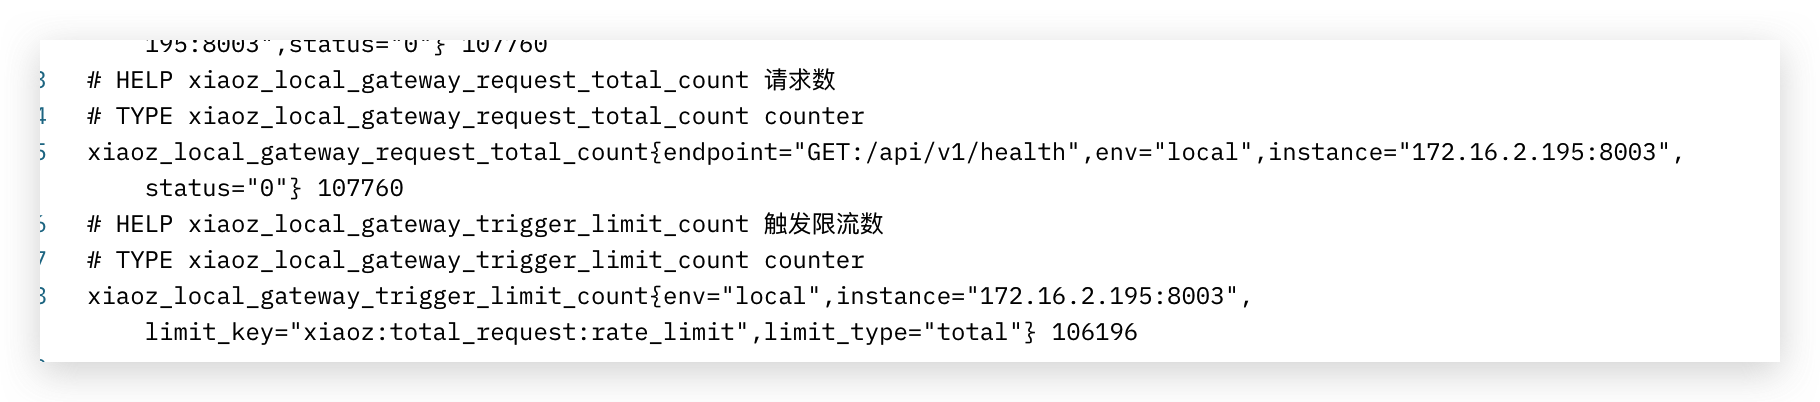 195:8003",status="0"} 107760
3 # HELP xiaoz_local_gateway_request_total_count 请求数
4 # TYPE xiaoz_local_gateway_request_total_count counter
5 xiaoz_local_gateway_request_total_count{endpoint="GET:/api/v1/health",env="local",instance="172.16.2.195:8003",
status="0"} 107760
6 # HELP xiaoz_local_gateway_trigger_limit_count 触发限流数
7 # TYPE xiaoz_local_gateway_trigger_limit_count counter
8 xiaoz_local_gateway_trigger_limit_count{env="local",instance="172.16.2.195:8003",
limit_key="xiaoz:total_request:rate_limit",limit_type="total"} 106196